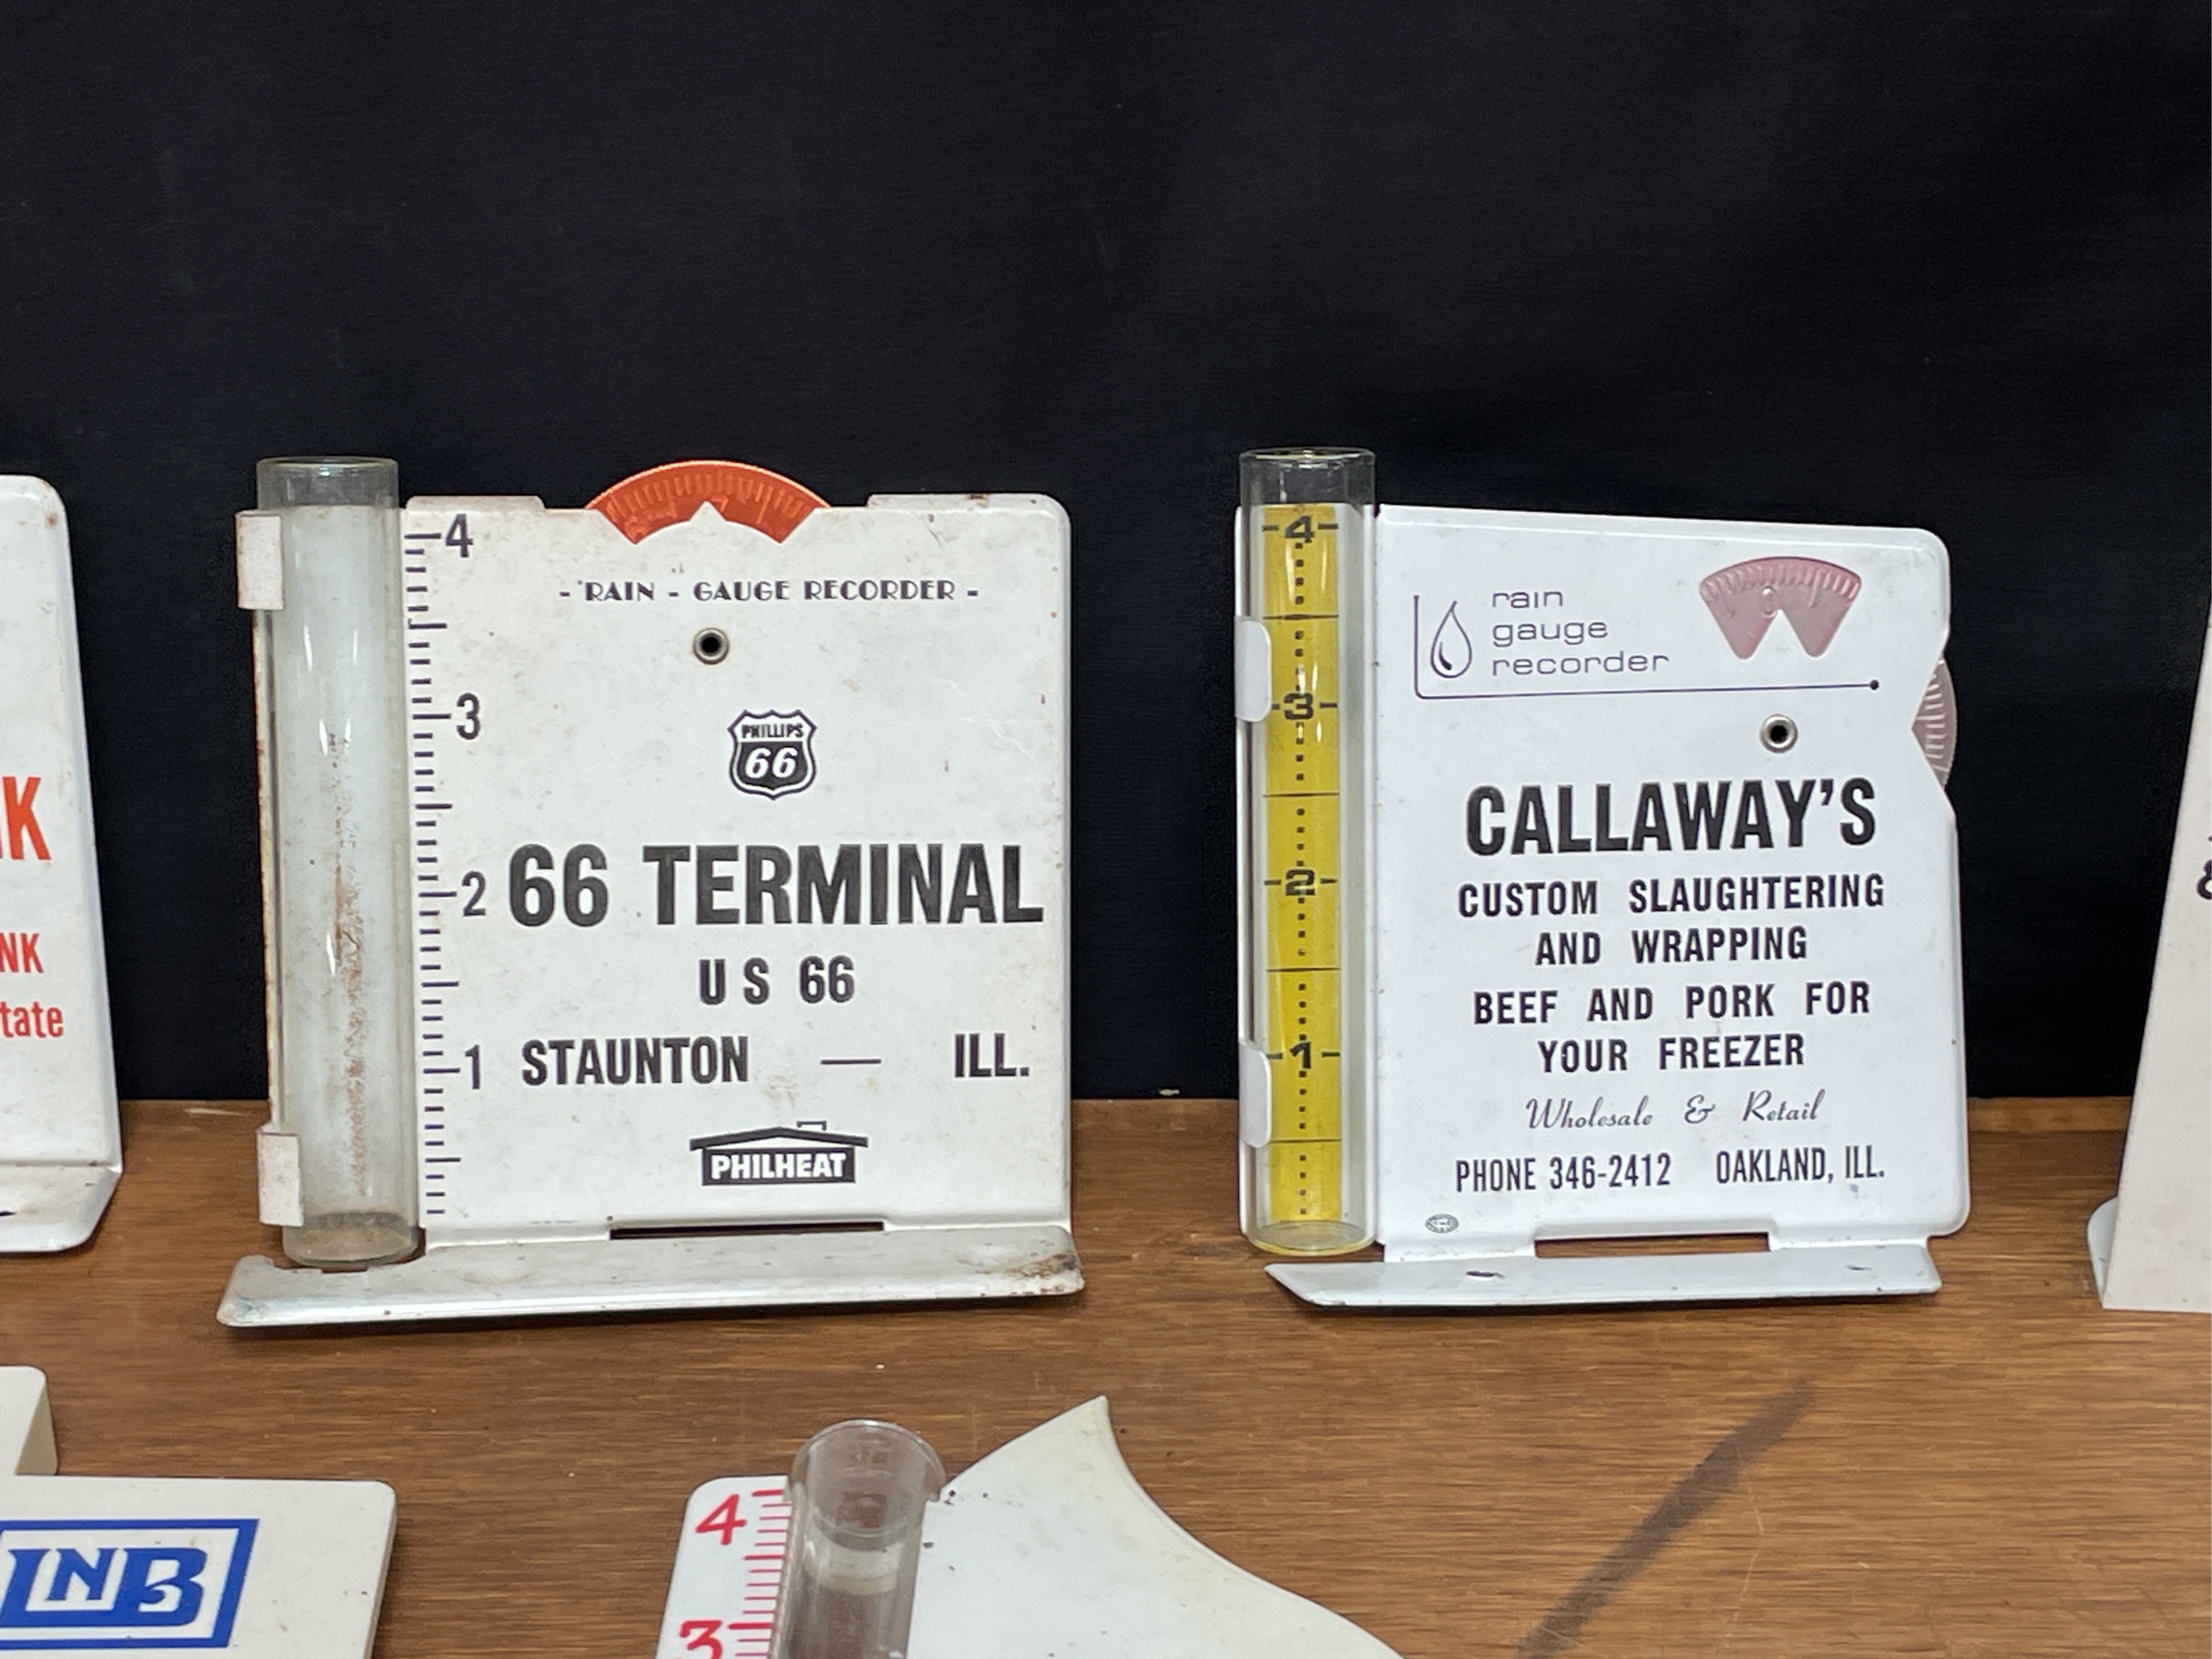 K
NK
tate
4
3
2
1
- RAIN - GAUGE RECORDER -
PHILLIPS
66
66 TERMINAL
US 66
STAUNTON — ILL.
PHILHEAT
4
3
2
1
rain
gauge
recorder
CALLAWAY'S
CUSTOM SLAUGHTERING
AND WRAPPING
BEEF AND PORK FOR
YOUR FREEZER
Wholesale & Retail
PHONE 346-2412 OAKLAND, ILL.
LNB
4
3